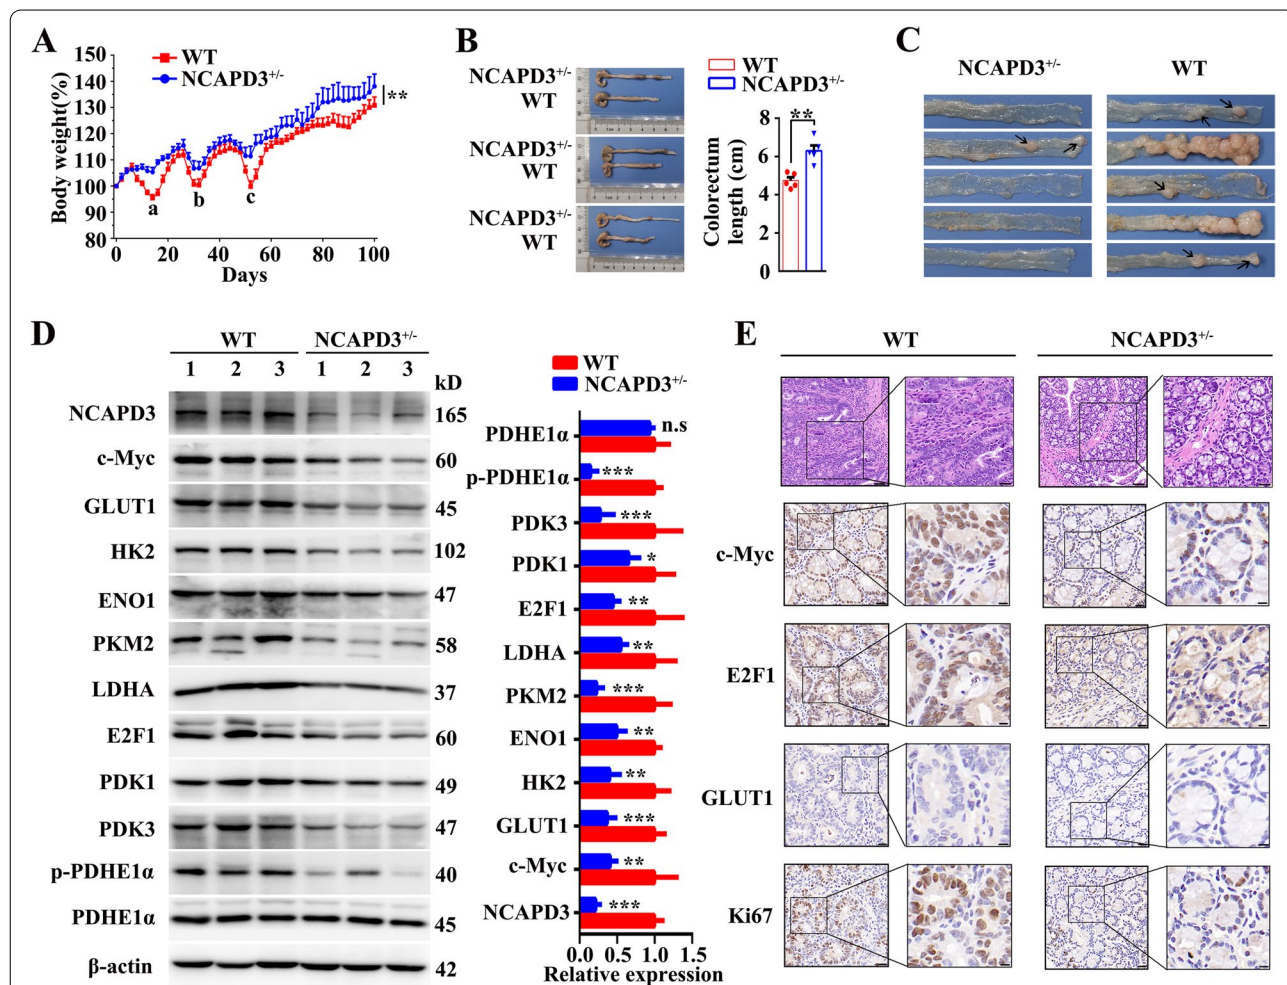 A
WT
NCAPD3+/-
150
140
130
120
110
100
90
80
Body weight(%)
**
a
b
c
0
20
40
60
80
100
Days
B
NCAPD3+/-
WT
NCAPD3+/-
WT
NCAPD3+/-
WT
WT
NCAPD3+/-
**
8
6
4
2
0
Colorectum
length (cm)
C
NCAPD3+/-
WT
D
WT
NCAPD3+/-
1 2 3 1 2 3
kD
NCAPD3 165
c-Myc 60
GLUT1 45
HK2 102
ENO1 47
PKM2 58
LDHA 37
E2F1 60
PDK1 49
PDK3 47
p-PDHE1α 40
PDHE1α 45
β-actin 42
WT
NCAPD3+/-
PDHE1α n.s
p-PDHE1α ***
PDK3 ***
PDK1 *
E2F1 **
LDHA **
PKM2 ***
ENO1 **
HK2 **
GLUT1 ***
c-Myc **
NCAPD3 ***
0.0 0.5 1.0 1.5
Relative expression
E
WT
NCAPD3+/-
c-Myc
E2F1
GLUT1
Ki67